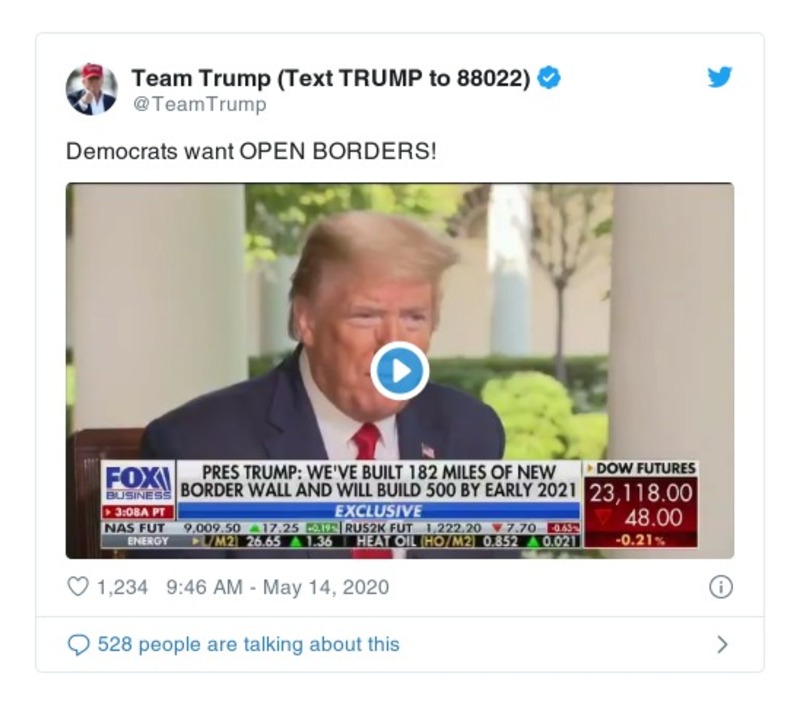 Team Trump (Text TRUMP to 88022)
@TeamTrump
Democrats want OPEN BORDERS!
FOX
BUSINESS
3:08A PT
PRES TRUMP: WE'VE BUILT 182 MILES OF NEW
BORDER WALL AND WILL BUILD 500 BY EARLY 2021
EXCLUSIVE
DOW FUTURES
23,118.00
48.00
-0.21%
NAS FUT 9,009.50 17.25 +0.19% RUS2K FUT 1,222.20 7.70 -0.63%
ENERGY /M2] 26.65 1.36 HEAT OIL (HO/M2) 0.852 0.021
1,234 9:46 AM - May 14, 2020
528 people are talking about this